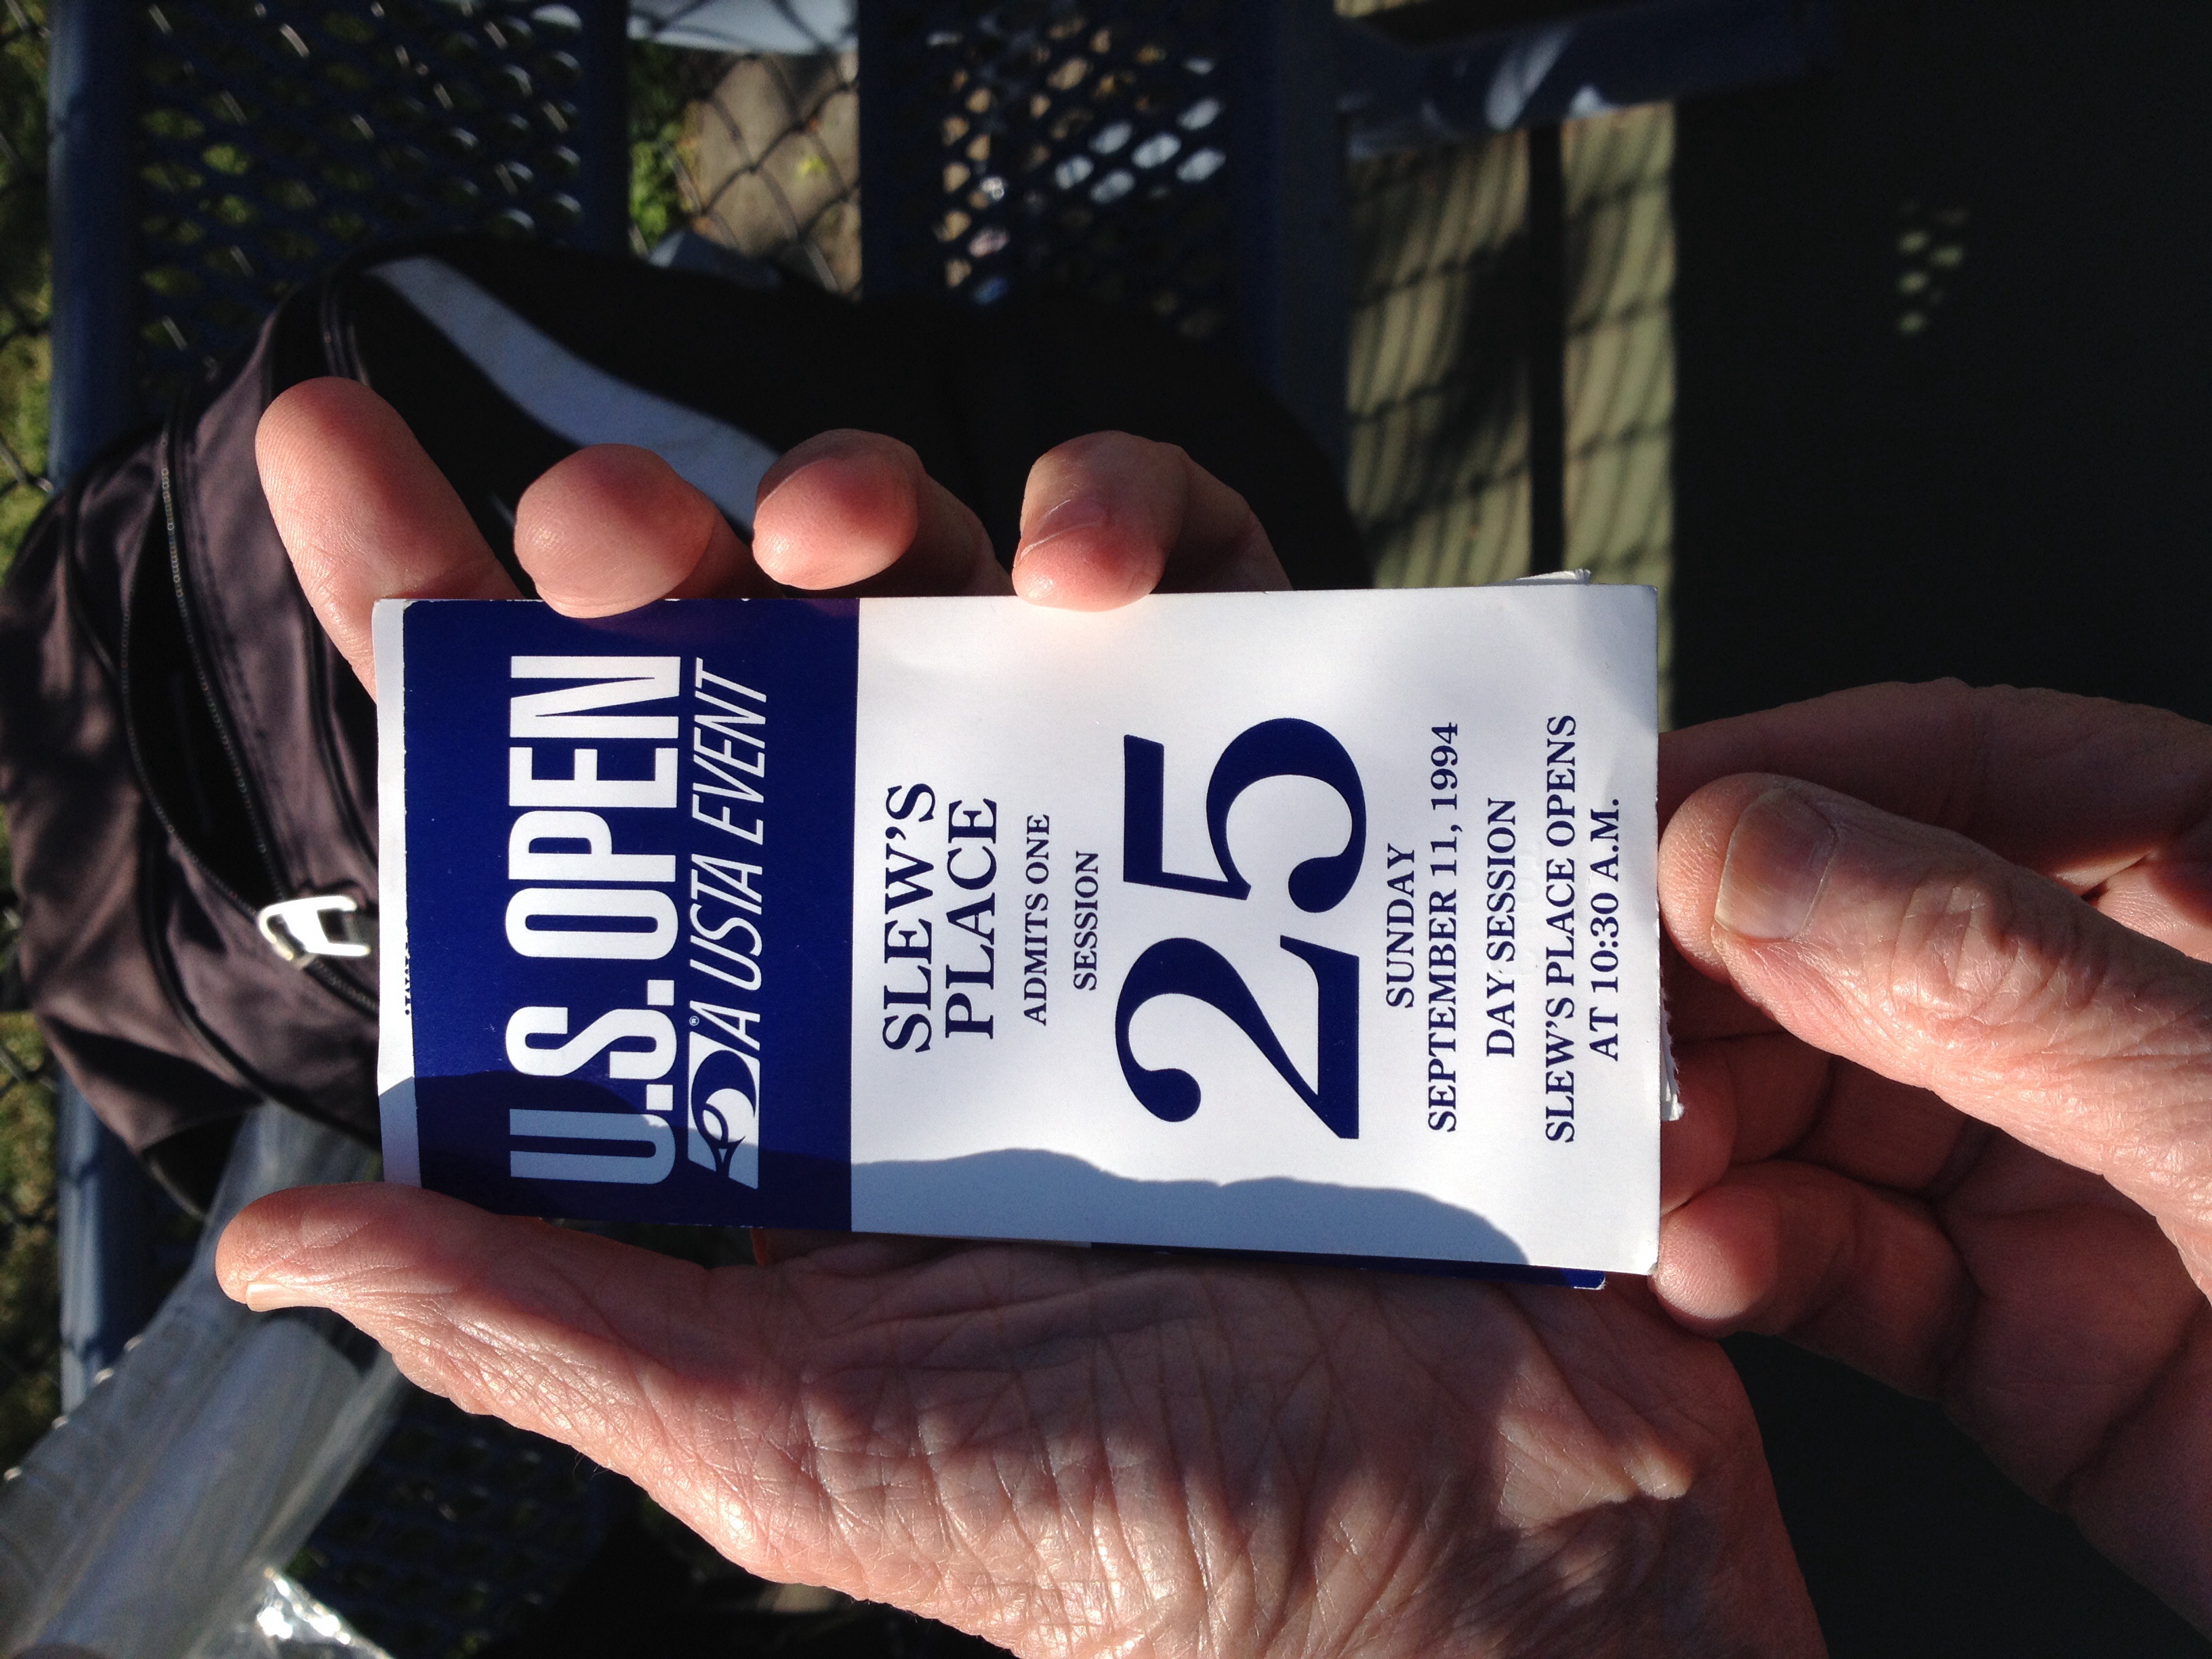 U.S. OPEN
A USTA EVENT
SLEW'S
PLACE
ADMITS ONE
SESSION
25
SUNDAY
SEPTEMBER 11, 1994
DAY SESSION
SLEW'S PLACE OPENS
AT 10:30 A.M.